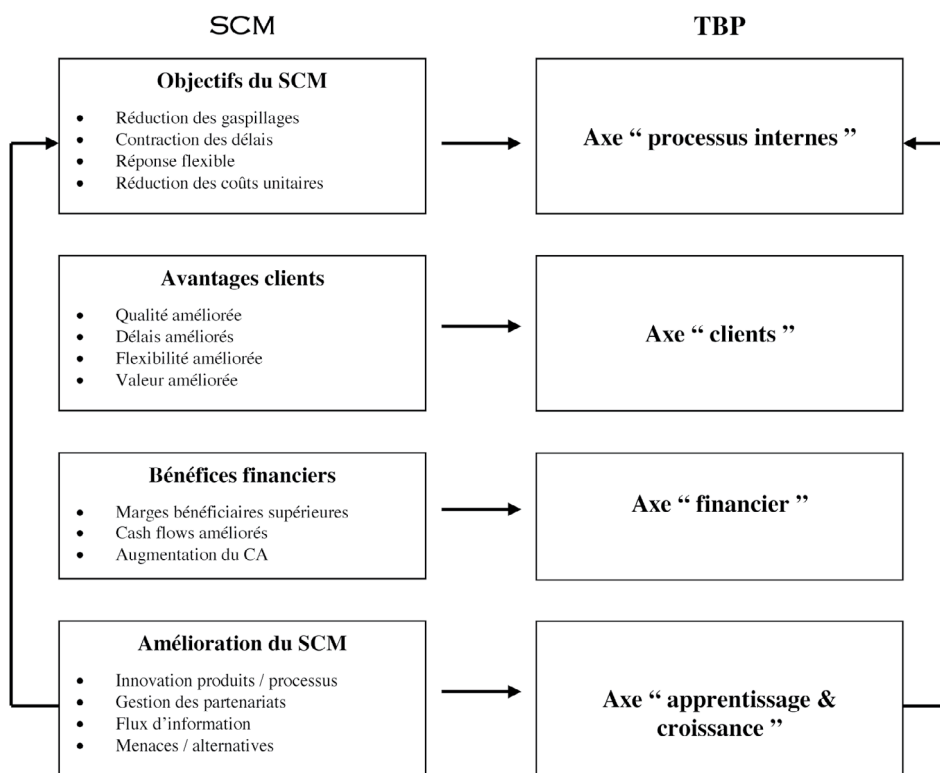 SCM
TBP
Objectifs du SCM
• Réduction des gaspillages
• Contraction des délais
• Réponse flexible
• Réduction des coûts unitaires
Axe “ processus internes ”
Avantages clients
• Qualité améliorée
• Délais améliorés
• Flexibilité améliorée
• Valeur améliorée
Axe “ clients ”
Bénéfices financiers
• Marges bénéficiaires supérieures
• Cash flows améliorés
• Augmentation du CA
Axe “ financier ”
Amélioration du SCM
• Innovation produits / processus
• Gestion des partenariats
• Flux d’information
• Menaces / alternatives
Axe “ apprentissage &
croissance ”